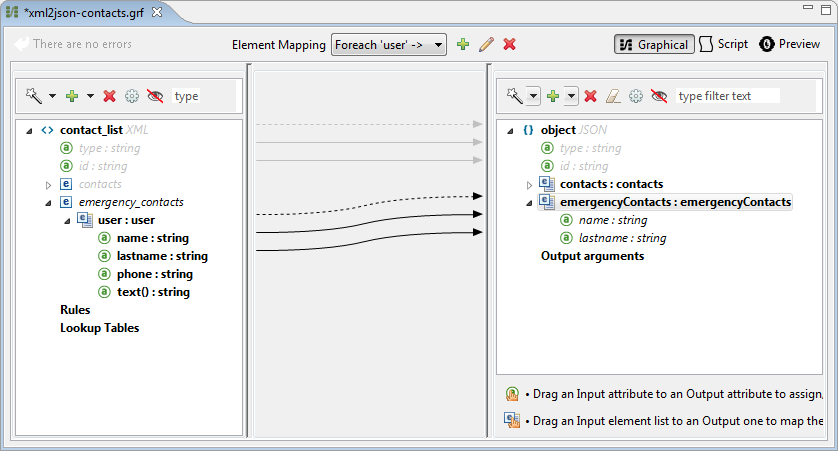 *xml2json-contacts.grf
There are no errors
Element Mapping
Foreach 'user' ->
Graphical
Script
Preview
type
contact_list XML
type : string
id : string
contacts
emergency_contacts
user : user
name : string
lastname : string
phone : string
text() : string
Rules
Lookup Tables
type filter text
object JSON
type : string
id : string
contacts : contacts
emergencyContacts : emergencyContacts
name : string
lastname : string
Output arguments
• Drag an Input attribute to an Output attribute to assign,
• Drag an Input element list to an Output one to map the